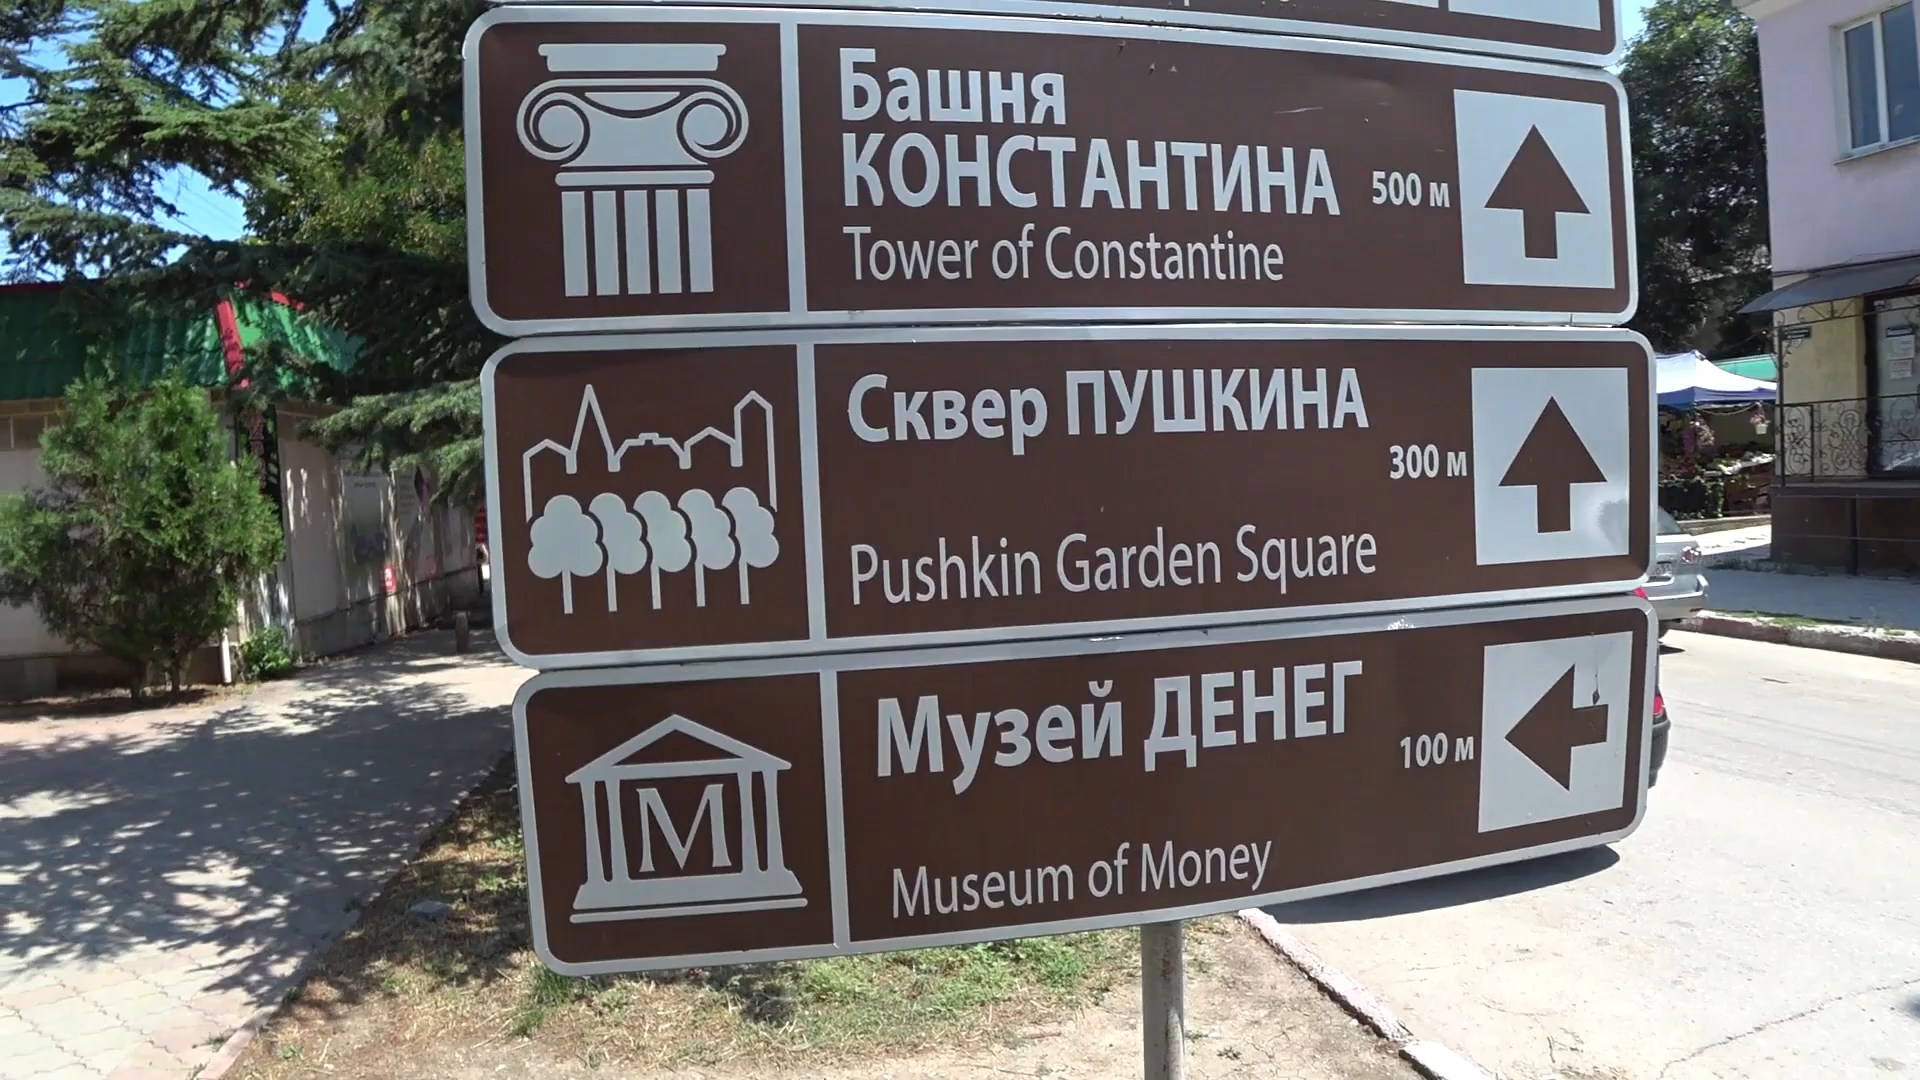 Башня
КОНСТАНТИНА
500 м
Tower of Constantine
Сквер ПУШКИНА
300 м
Pushkin Garden Square
М
Музей ДЕНЕГ
100 м
Museum of Money